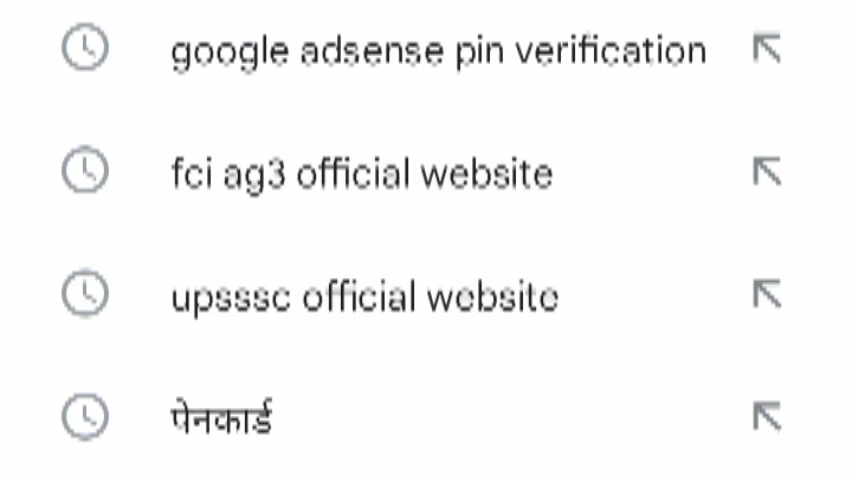 google adsense pin verification
fci ag3 official website
upsssc official website
पेनकार्ड